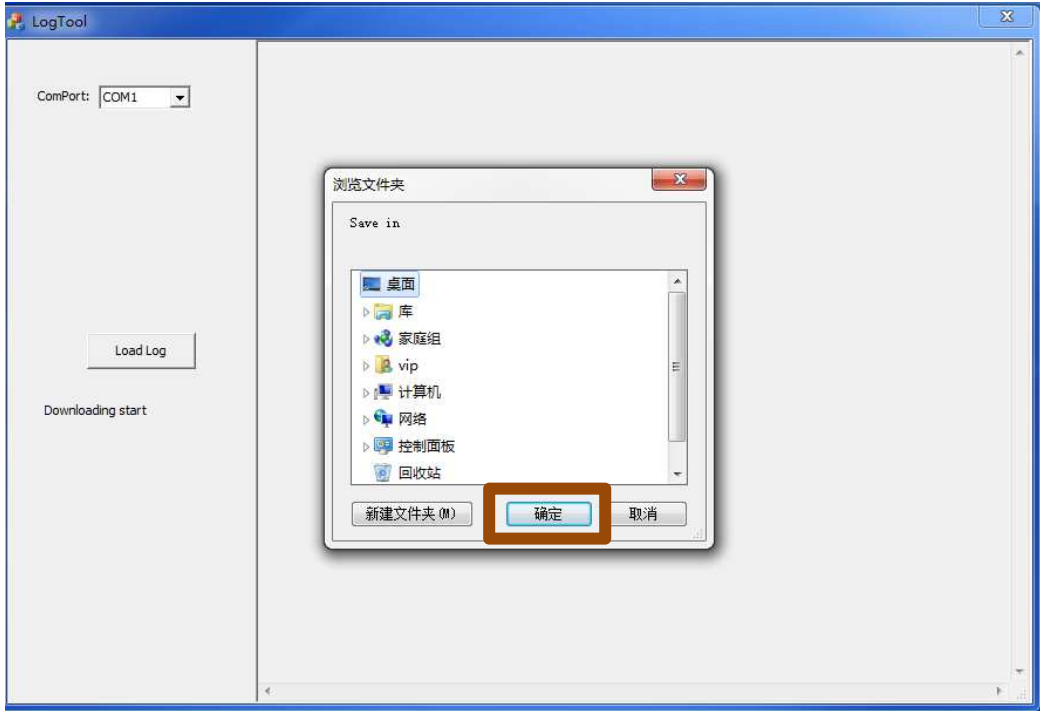 LogTool
ComPort: COM1
浏览文件夹
Save in
桌面
库
家庭组
Load Log
vip
计算机
Downloading start
网络
控制面板
回收站
新建文件夹(M) 确定 取消